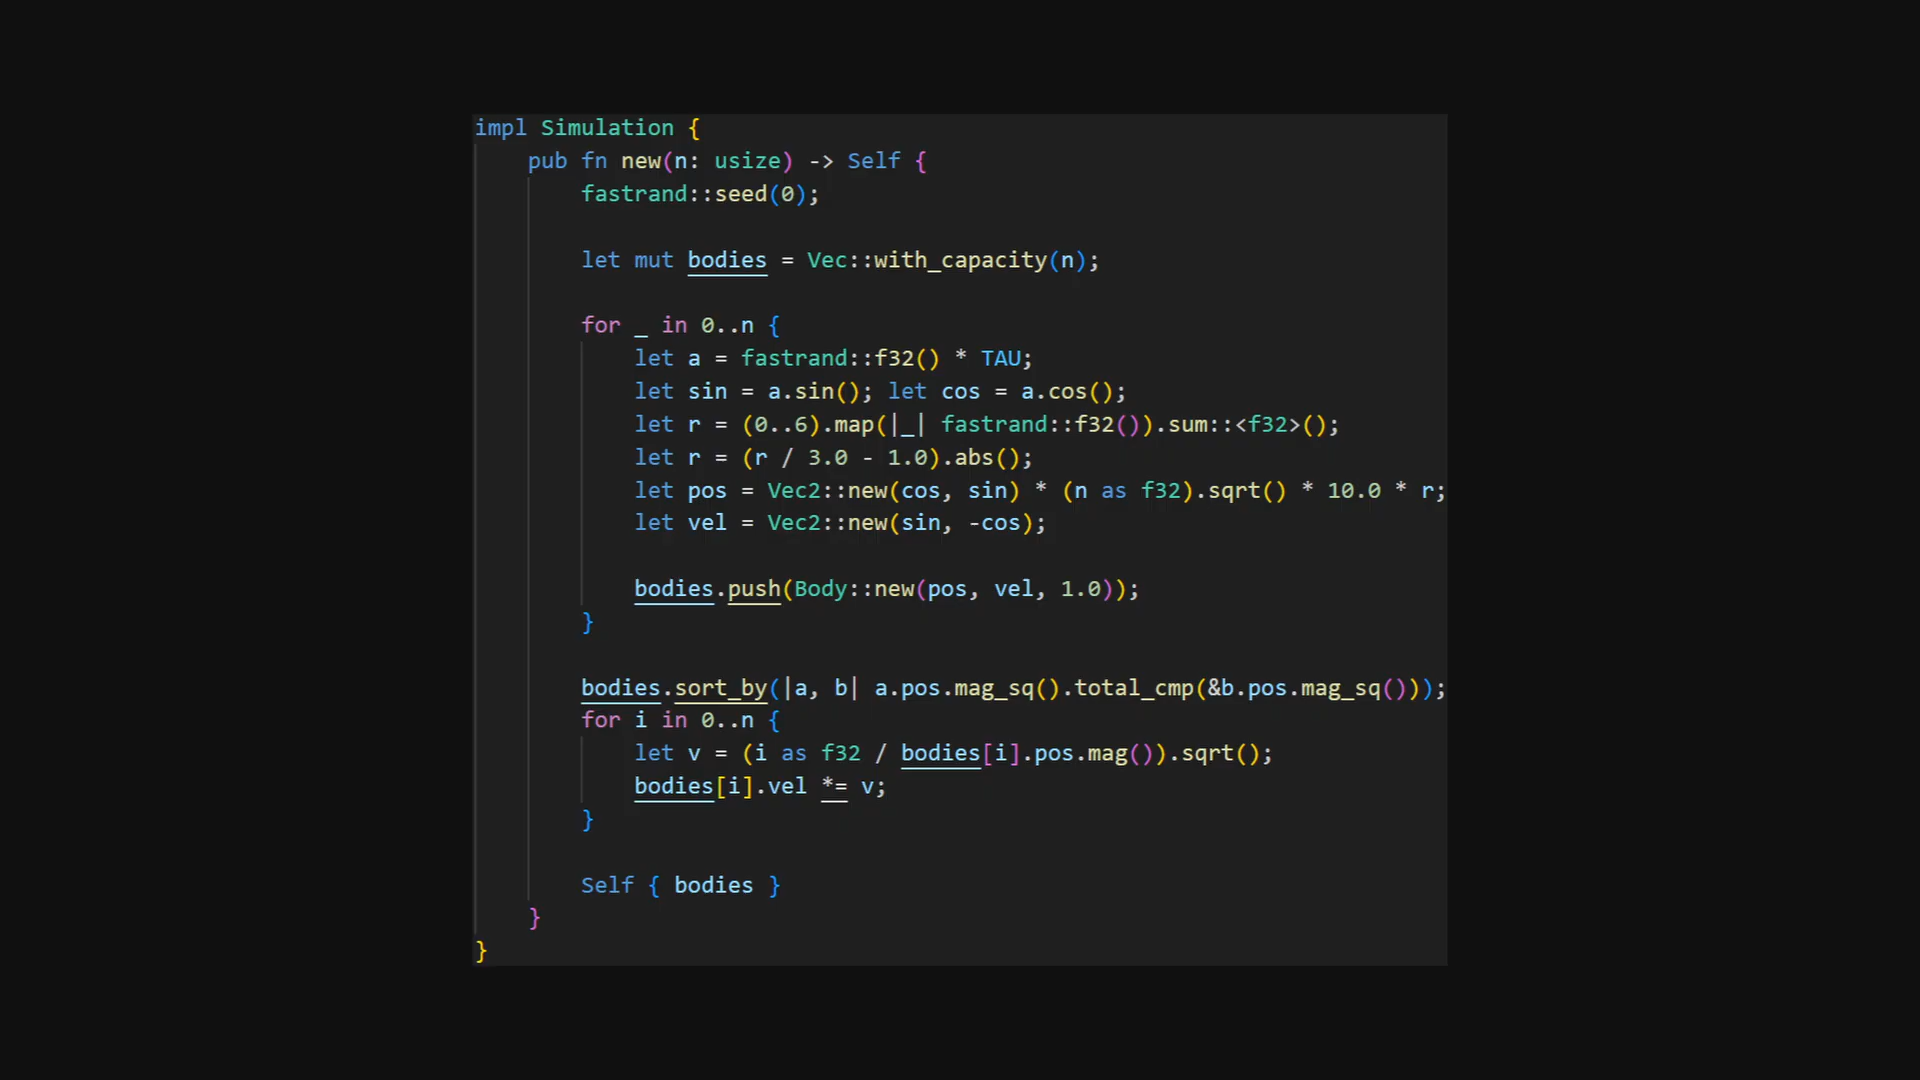 impl Simulation {
    pub fn new(n: usize) -> Self {
        fastrand::seed(0);

        let mut bodies = Vec::with_capacity(n);

        for _ in 0..n {
            let a = fastrand::f32() * TAU;
            let sin = a.sin(); let cos = a.cos();
            let r = (0..6).map(|_| fastrand::f32()).sum::<f32>();
            let r = (r / 3.0 - 1.0).abs();
            let pos = Vec2::new(cos, sin) * (n as f32).sqrt() * 10.0 * r;
            let vel = Vec2::new(sin, -cos);

            bodies.push(Body::new(pos, vel, 1.0));
        }

        bodies.sort_by(|a, b| a.pos.mag_sq().total_cmp(&b.pos.mag_sq()));
        for i in 0..n {
            let v = (i as f32 / bodies[i].pos.mag()).sqrt();
            bodies[i].vel *= v;
        }

        Self { bodies }
    }
}